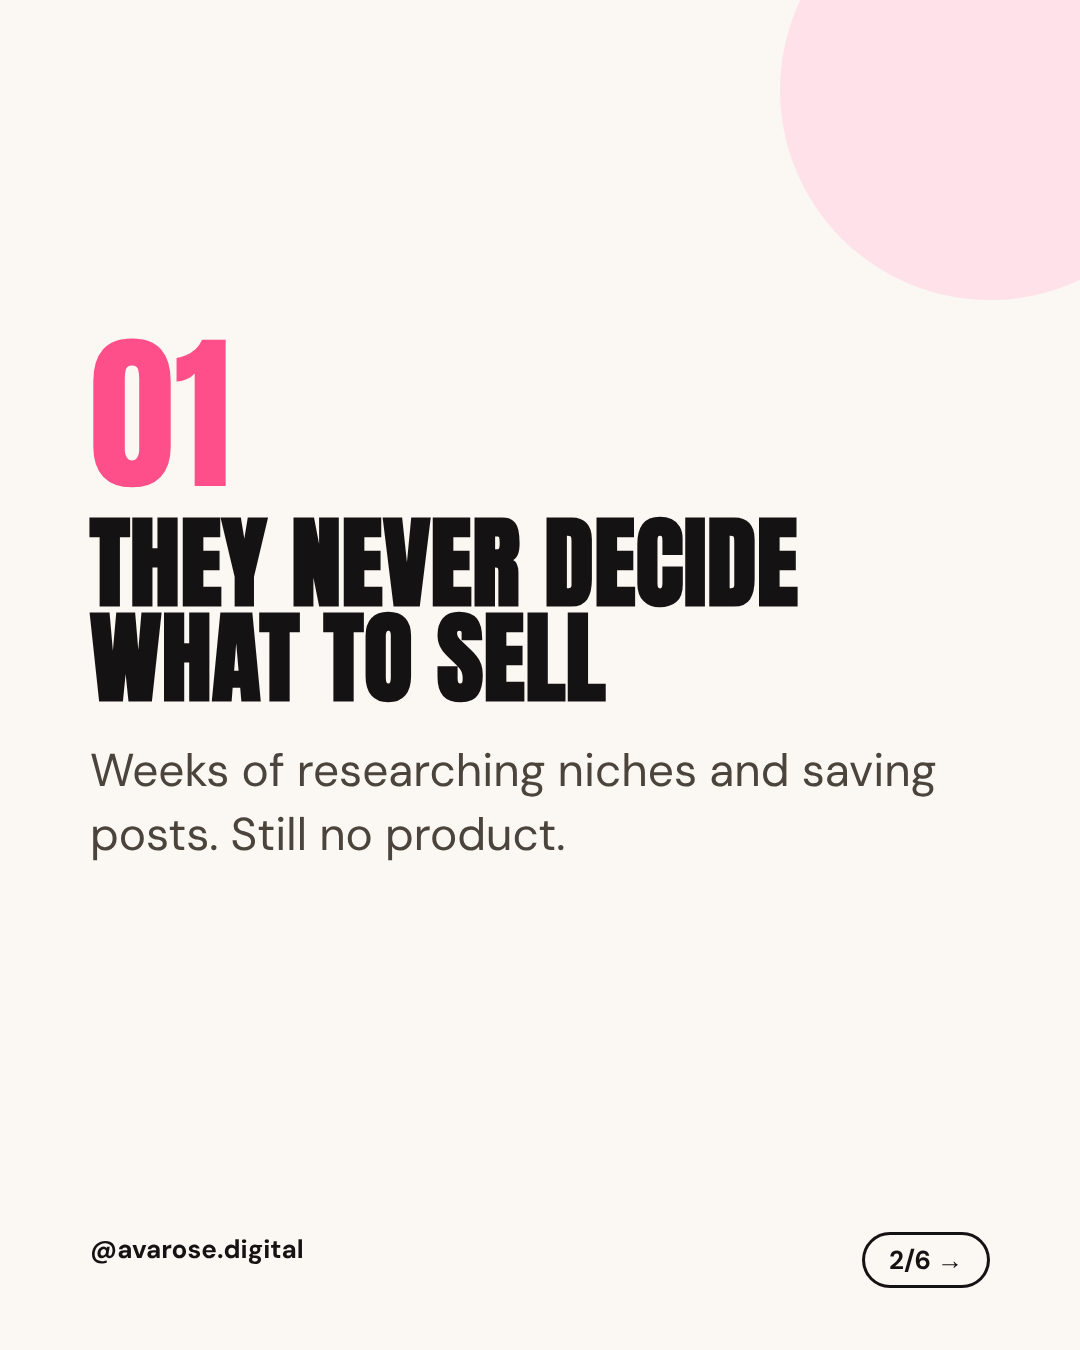 01
THEY NEVER DECIDE
WHAT TO SELL
Weeks of researching niches and saving
posts. Still no product.
@avarose.digital
2/6 →